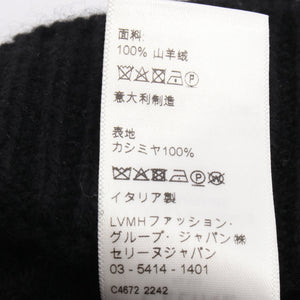 面料:
100% 山羊绒
意大利制造
表地
カシミヤ100%
イタリア製
LVMHファッション・
グループ・ジャパン㈱
セリーヌジャパン
03-5414-1401
C4672 2242